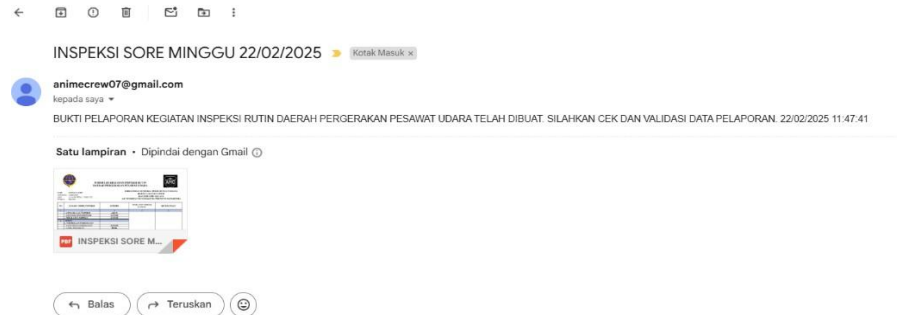 INSPEKSI SORE MINGGU 22/02/2025
Kotak Masuk x
animecrew07@gmail.com
kepada saya
BUKTI PELAPORAN KEGIATAN INSPEKSI RUTIN DAERAH PERGERAKAN PESAWAT UDARA TELAH DIBUAT. SILAHKAN CEK DAN VALIDASI DATA PELAPORAN. 22/02/2025 11:47:41
Satu lampiran • Dipindai dengan Gmail
PDF INSPEKSI SORE M...
Balas
Teruskan